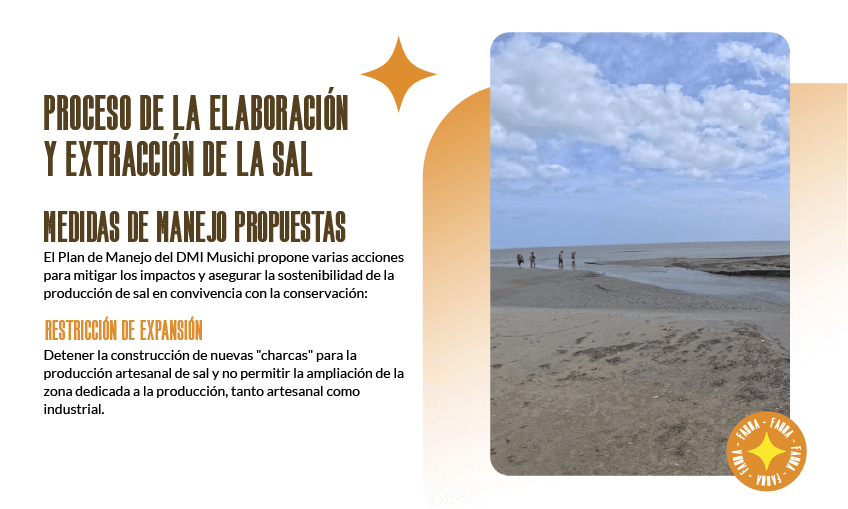 PROCESO DE LA ELABORACIÓN
Y EXTRACCIÓN DE LA SAL
MEDIDAS DE MANEJO PROPUESTAS
El Plan de Manejo del DMI Musichi propone varias acciones
para mitigar los impactos y asegurar la sostenibilidad de la
producción de sal en convivencia con la conservación:
RESTRICCIÓN DE EXPANSIÓN
Detener la construcción de nuevas "charcas" para la
producción artesanal de sal y no permitir la ampliación de la
zona dedicada a la producción, tanto artesanal como
industrial.
FAUNA - FAUNA - FAUNA - FAUNA - FAUNA -